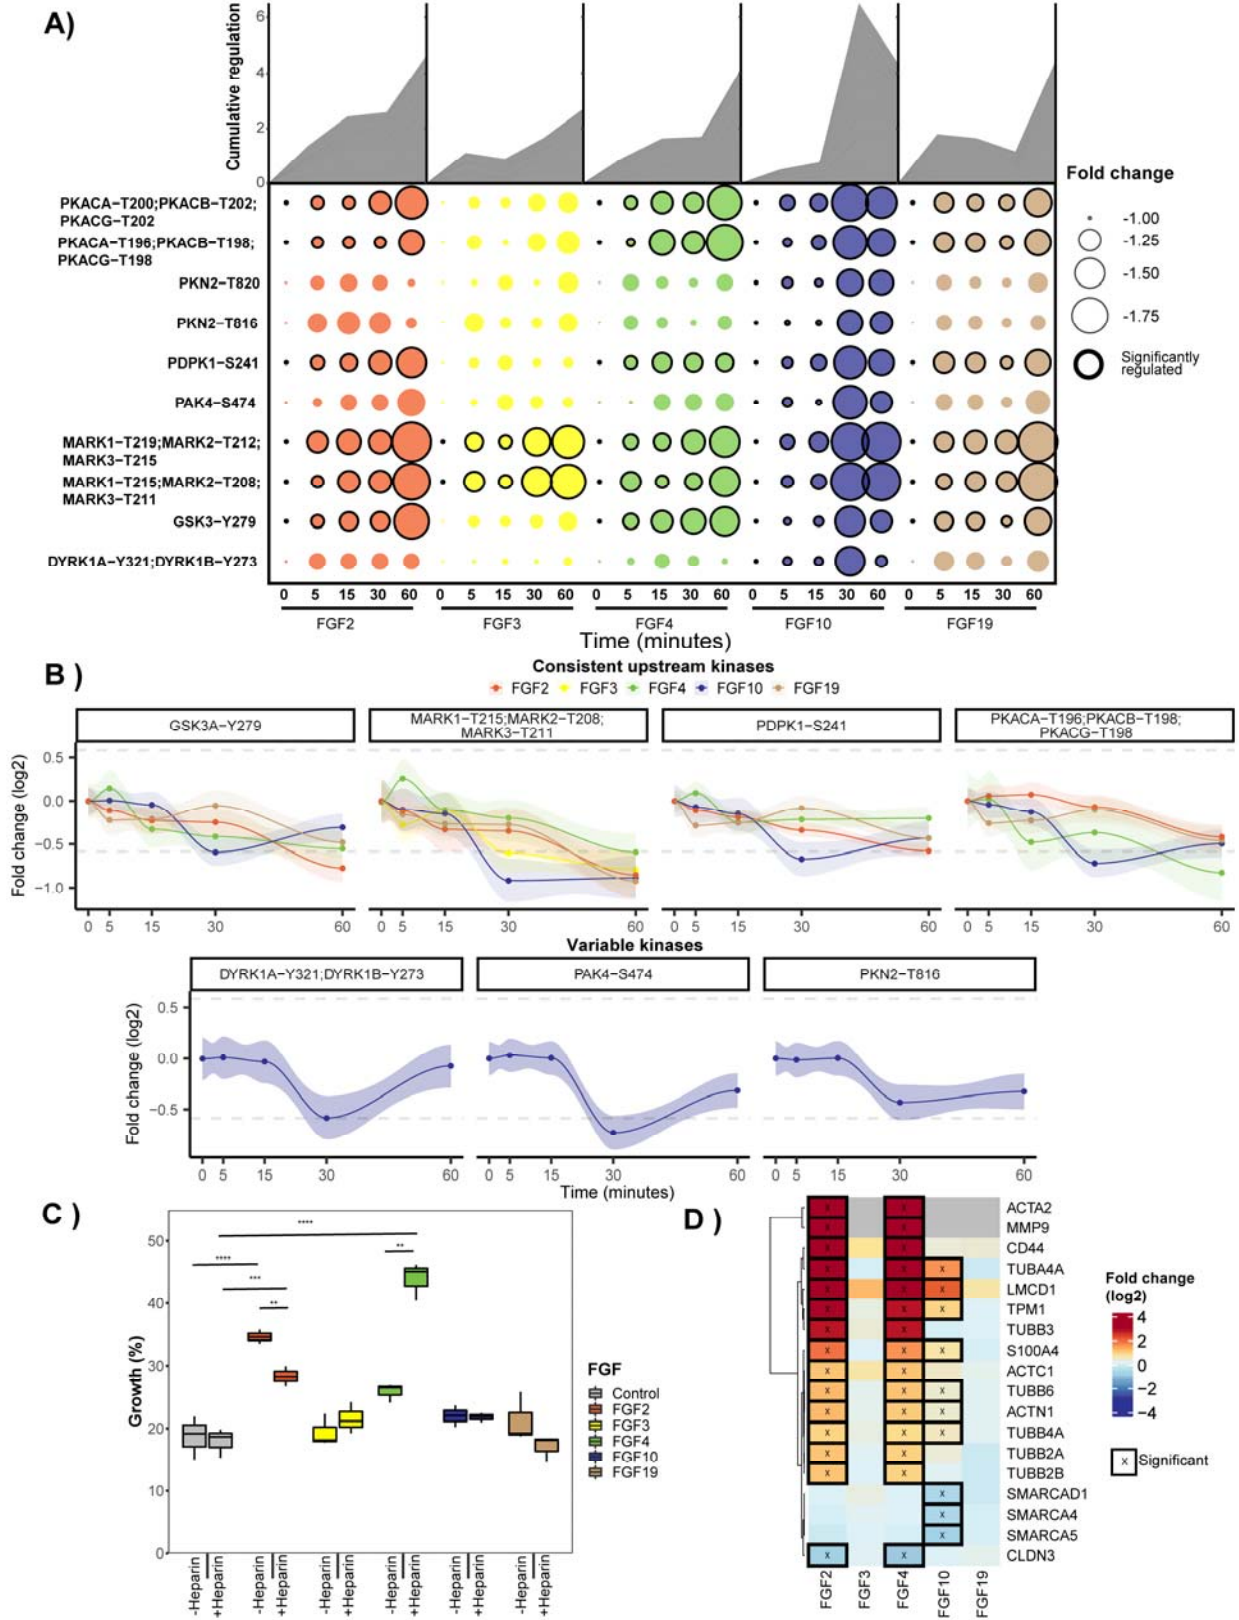 A)
Cumulative regulation
6
4
2
0
PKACA-T200;PKACB-T202;
PKACG-T202
PKACA-T196;PKACB-T198;
PKACG-T198
PKN2-T820
PKN2-T816
PDPK1-S241
PAK4-S474
MARK1-T219;MARK2-T212;
MARK3-T215
MARK1-T215;MARK2-T208;
MARK3-T211
GSK3-Y279
DYRK1A-Y321;DYRK1B-Y273
Fold change
-1.00
-1.25
-1.50
-1.75
Significantly
regulated
0 5 15 30 60 0 5 15 30 60 0 5 15 30 60 0 5 15 30 60 0 5 15 30 60
FGF2 FGF3 FGF4 FGF10 FGF19
Time (minutes)
B )
Consistent upstream kinases
FGF2 FGF3 FGF4 FGF10 FGF19
GSK3A-Y279
MARK1-T215;MARK2-T208;
MARK3-T211
PDPK1-S241
PKACA-T196;PKACB-T198;
PKACG-T198
Fold change (log2)
0.5
0.0
-0.5
-1.0
0 5 15 30 60 0 5 15 30 60 0 5 15 30 60 0 5 15 30 60
Variable kinases
DYRK1A-Y321;DYRK1B-Y273
PAK4-S474
PKN2-T816
Fold change (log2)
0.5
0.0
-0.5
0 5 15 30 60 0 5 15 30 60 0 5 15 30 60
Time (minutes)
C )
Growth (%)
50
40
30
20
10
0
****
****
***
**
**
-Heparin
+Heparin
-Heparin
+Heparin
-Heparin
+Heparin
-Heparin
+Heparin
-Heparin
+Heparin
-Heparin
+Heparin
FGF
Control
FGF2
FGF3
FGF4
FGF10
FGF19
D )
x x ACTA2
x x MMP9
x x CD44
x x x TUBA4A
x x x LMCD1
x x x TPM1
x x TUBB3
x x x S100A4
x x ACTC1
x x x TUBB6
x x x ACTN1
x x x TUBB4A
x x TUBB2A
x x TUBB2B
x SMARCAD1
x SMARCA4
x SMARCA5
x x CLDN3
FGF2
FGF3
FGF4
FGF10
FGF19
Fold change
(log2)
4
2
0
-2
-4
x Significant